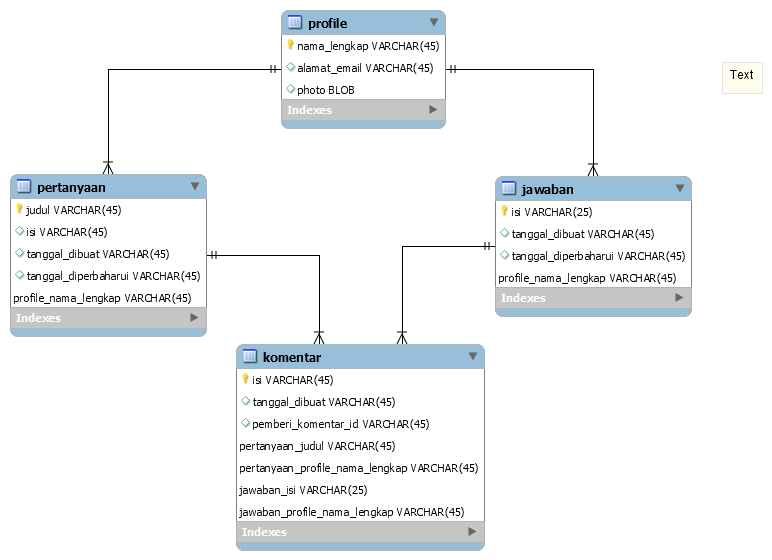 profile
nama_lengkap VARCHAR(45)
alamat_email VARCHAR(45)
photo BLOB
Indexes
Text
pertanyaan
judul VARCHAR(45)
isi VARCHAR(45)
tanggal_dibuat VARCHAR(45)
tanggal_diperbaharui VARCHAR(45)
profile_nama_lengkap VARCHAR(45)
Indexes
jawaban
isi VARCHAR(25)
tanggal_dibuat VARCHAR(45)
tanggal_diperbaharui VARCHAR(45)
profile_nama_lengkap VARCHAR(45)
Indexes
komentar
isi VARCHAR(45)
tanggal_dibuat VARCHAR(45)
pemberi_komentar_id VARCHAR(45)
pertanyaan_judul VARCHAR(45)
pertanyaan_profile_nama_lengkap VARCHAR(45)
jawaban_isi VARCHAR(25)
jawaban_profile_nama_lengkap VARCHAR(45)
Indexes